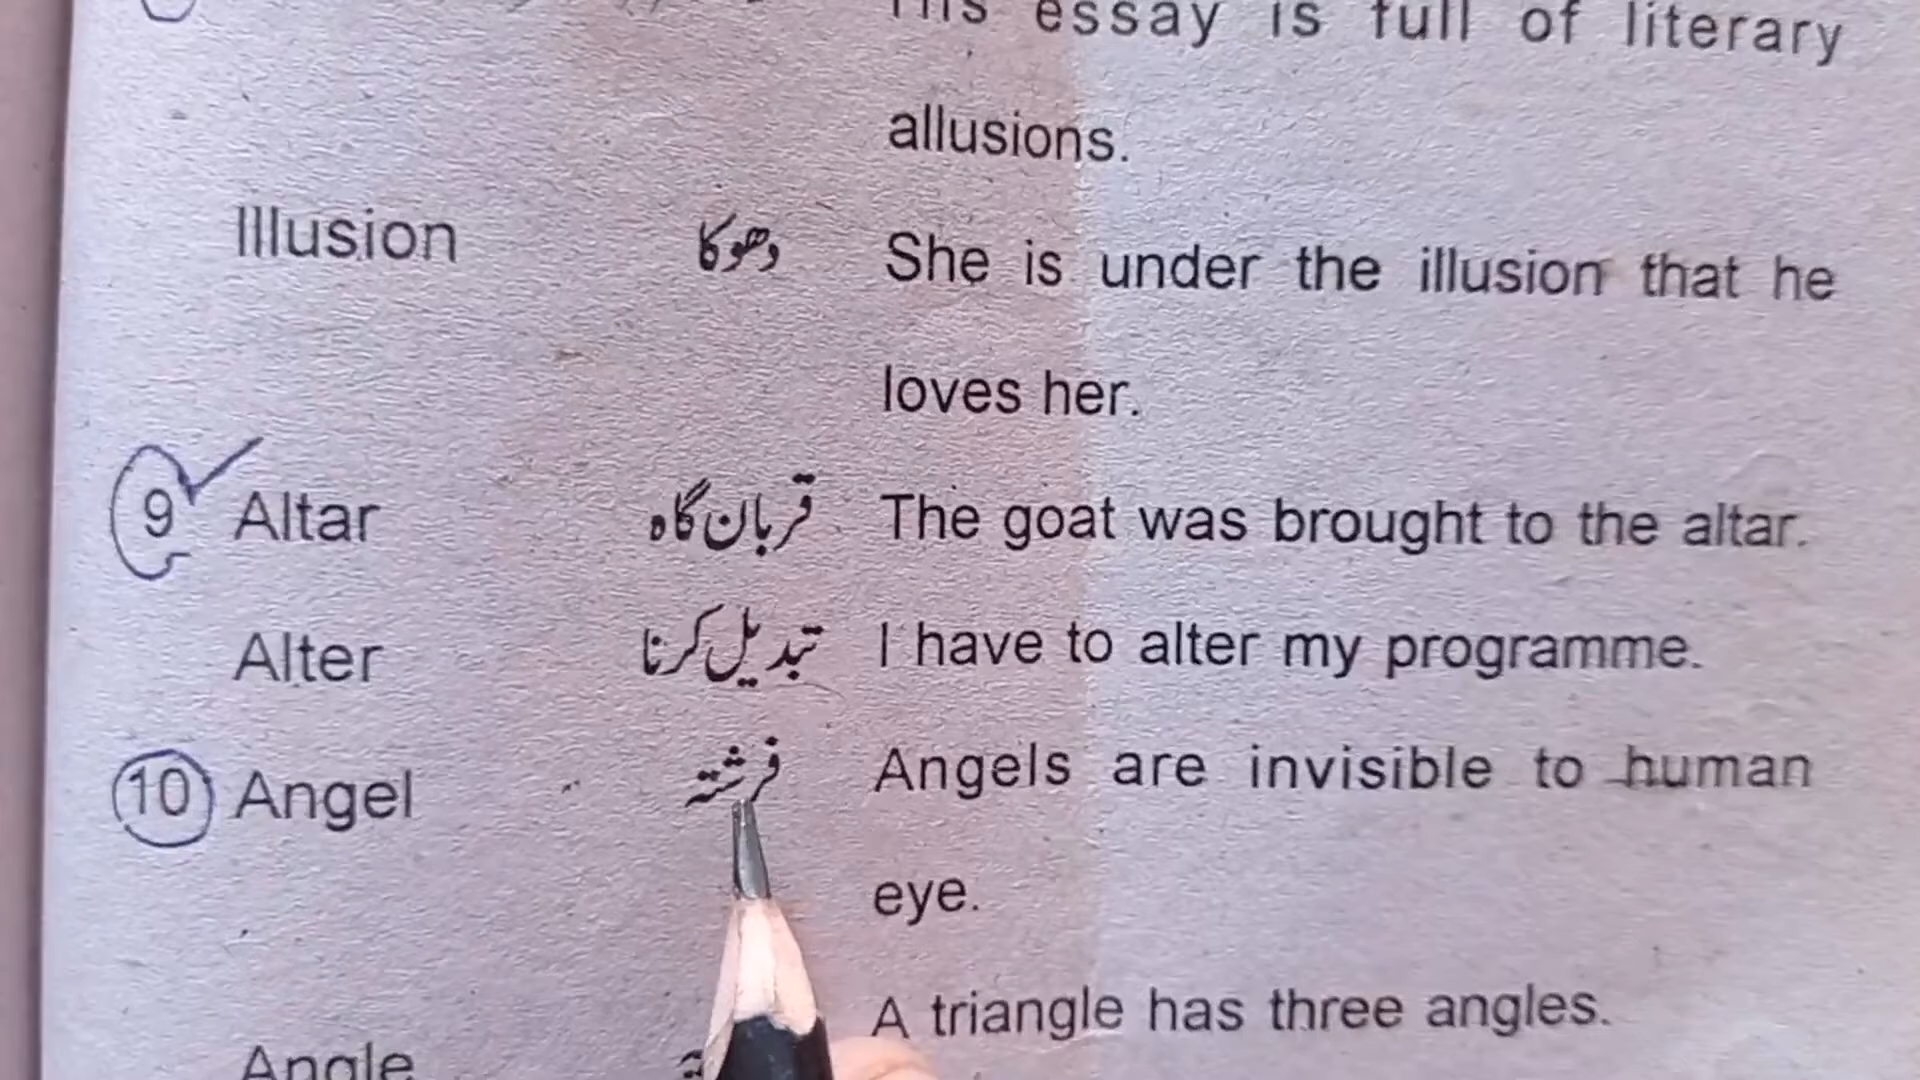 This essay is full of literary
allusions.
Illusion دھوکا She is under the illusion that he
loves her.
9 Altar قربان گاہ The goat was brought to the altar.
Alter تبدیل کرنا I have to alter my programme.
10 Angel فرشتہ Angels are invisible to human
eye.
A triangle has three angles.
Angle